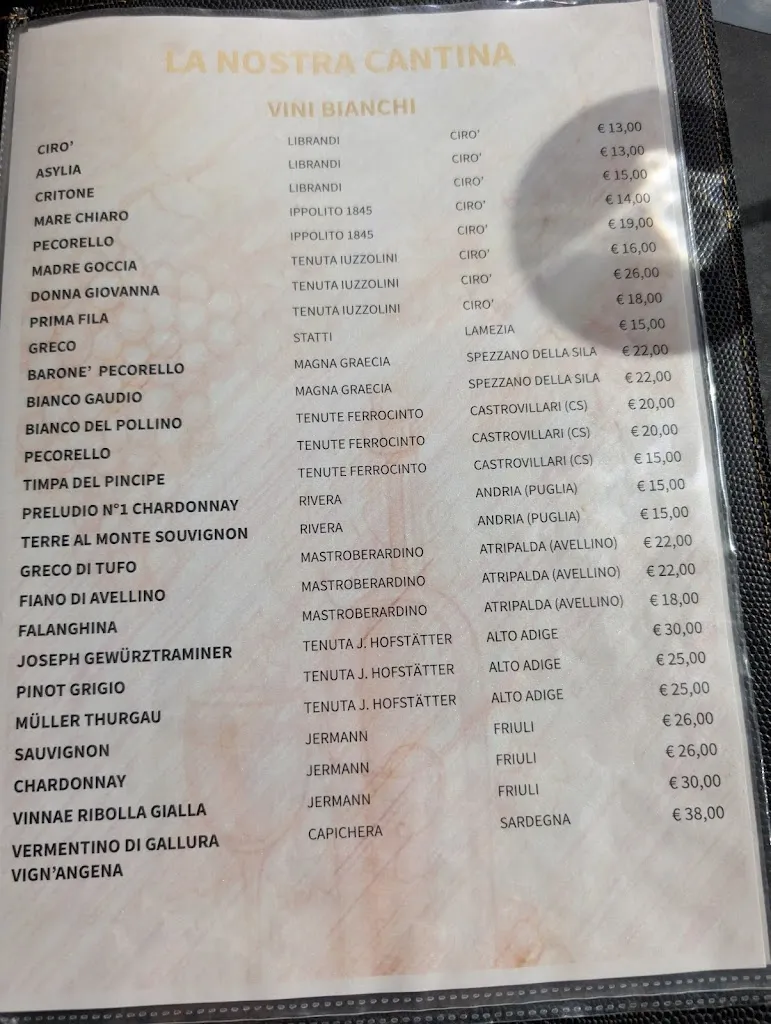 LA NOSTRA CANTINA
VINI BIANCHI
CIRO' LIBRANDI CIRO' € 13,00
ASYLIA LIBRANDI CIRO' € 13,00
CRITONE LIBRANDI CIRO' € 15,00
MARE CHIARO IPPOLITO 1845 CIRO' € 14,00
PECORELLO IPPOLITO 1845 CIRO' € 19,00
MADRE GOCCIA TENUTA IUZZOLINI CIRO' € 16,00
DONNA GIOVANNA TENUTA IUZZOLINI CIRO' € 26,00
PRIMA FILA TENUTA IUZZOLINI CIRO' € 18,00
GRECO STATTI LAMEZIA € 15,00
BARONE' PECORELLO MAGNA GRAECIA SPEZZANO DELLA SILA € 22,00
BIANCO GAUDIO MAGNA GRAECIA SPEZZANO DELLA SILA € 22,00
BIANCO DEL POLLINO TENUTE FERROCINTO CASTROVILLARI (CS) € 20,00
PECORELLO TENUTE FERROCINTO CASTROVILLARI (CS) € 20,00
TIMPA DEL PINCIPE TENUTE FERROCINTO CASTROVILLARI (CS) € 15,00
PRELUDIO N°1 CHARDONNAY RIVERA ANDRIA (PUGLIA) € 15,00
TERRE AL MONTE SOUVIGNON RIVERA ANDRIA (PUGLIA) € 15,00
GRECO DI TUFO MASTROBERARDINO ATRIPALDA (AVELLINO) € 22,00
FIANO DI AVELLINO MASTROBERARDINO ATRIPALDA (AVELLINO) € 22,00
FALANGHINA MASTROBERARDINO ATRIPALDA (AVELLINO) € 18,00
JOSEPH GEWÜRZTRAMINER TENUTA J. HOFSTÄTTER ALTO ADIGE € 30,00
PINOT GRIGIO TENUTA J. HOFSTÄTTER ALTO ADIGE € 25,00
MÜLLER THURGAU TENUTA J. HOFSTÄTTER ALTO ADIGE € 25,00
SAUVIGNON JERMANN FRIULI € 26,00
CHARDONNAY JERMANN FRIULI € 26,00
VINNAE RIBOLLA GIALLA JERMANN FRIULI € 30,00
VERMENTINO DI GALLURA CAPICHERA SARDEGNA € 38,00
VIGN'ANGENA